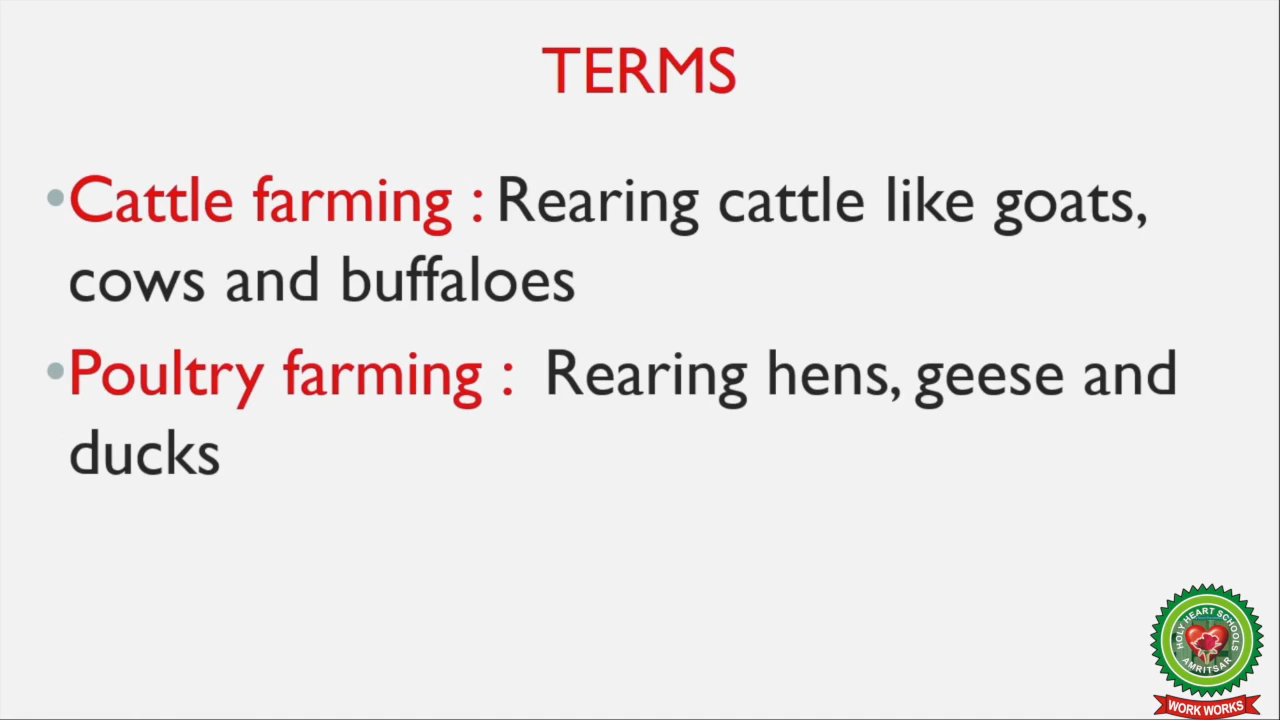 TERMS
•Cattle farming : Rearing cattle like goats,
cows and buffaloes
•Poultry farming :  Rearing hens, geese and
ducks
HOLY HEART SCHOOLS
AMRITSAR
WORK WORKS